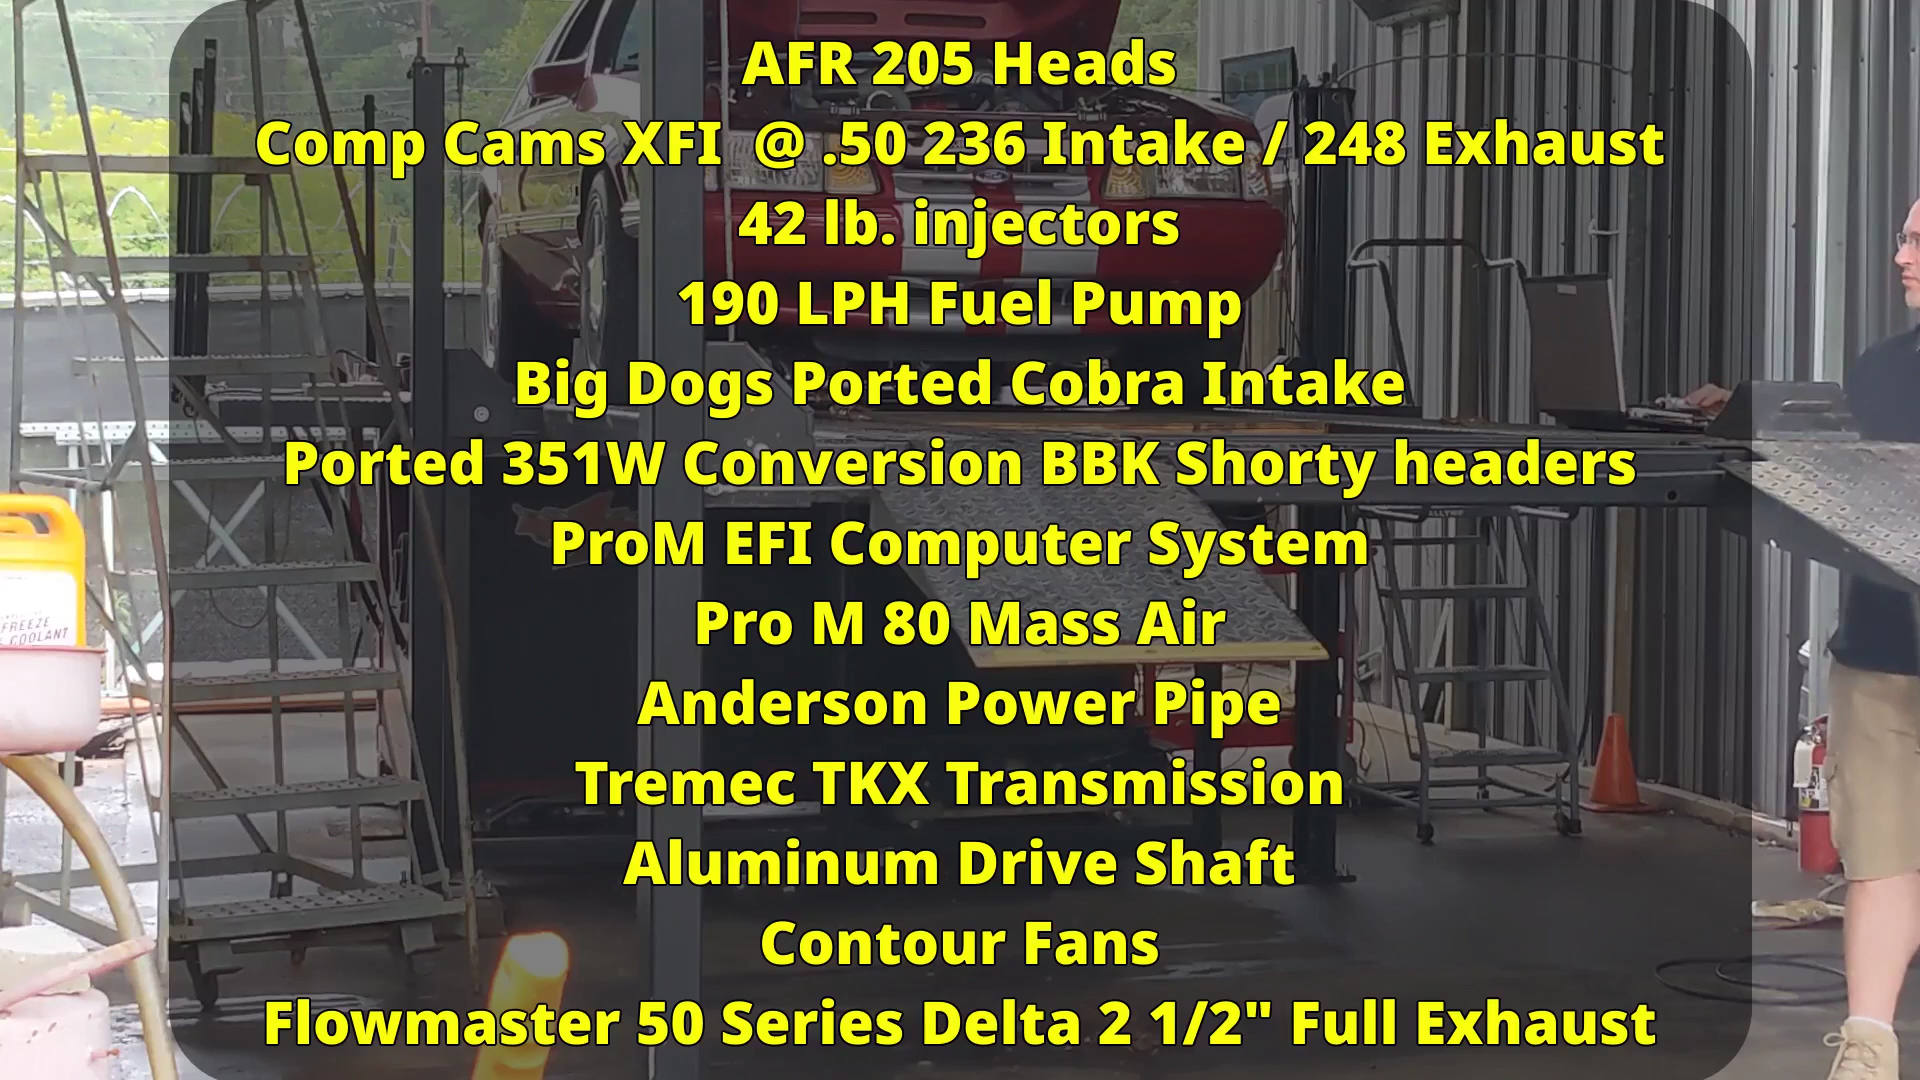 AFR 205 Heads
Comp Cams XFI  @ .50 236 Intake / 248 Exhaust
42 lb. injectors
190 LPH Fuel Pump
Big Dogs Ported Cobra Intake
Ported 351W Conversion BBK Shorty headers
ProM EFI Computer System
Pro M 80 Mass Air
Anderson Power Pipe
Tremec TKX Transmission
Aluminum Drive Shaft
Contour Fans
Flowmaster 50 Series Delta 2 1/2" Full Exhaust
FREEZE
COOLANT